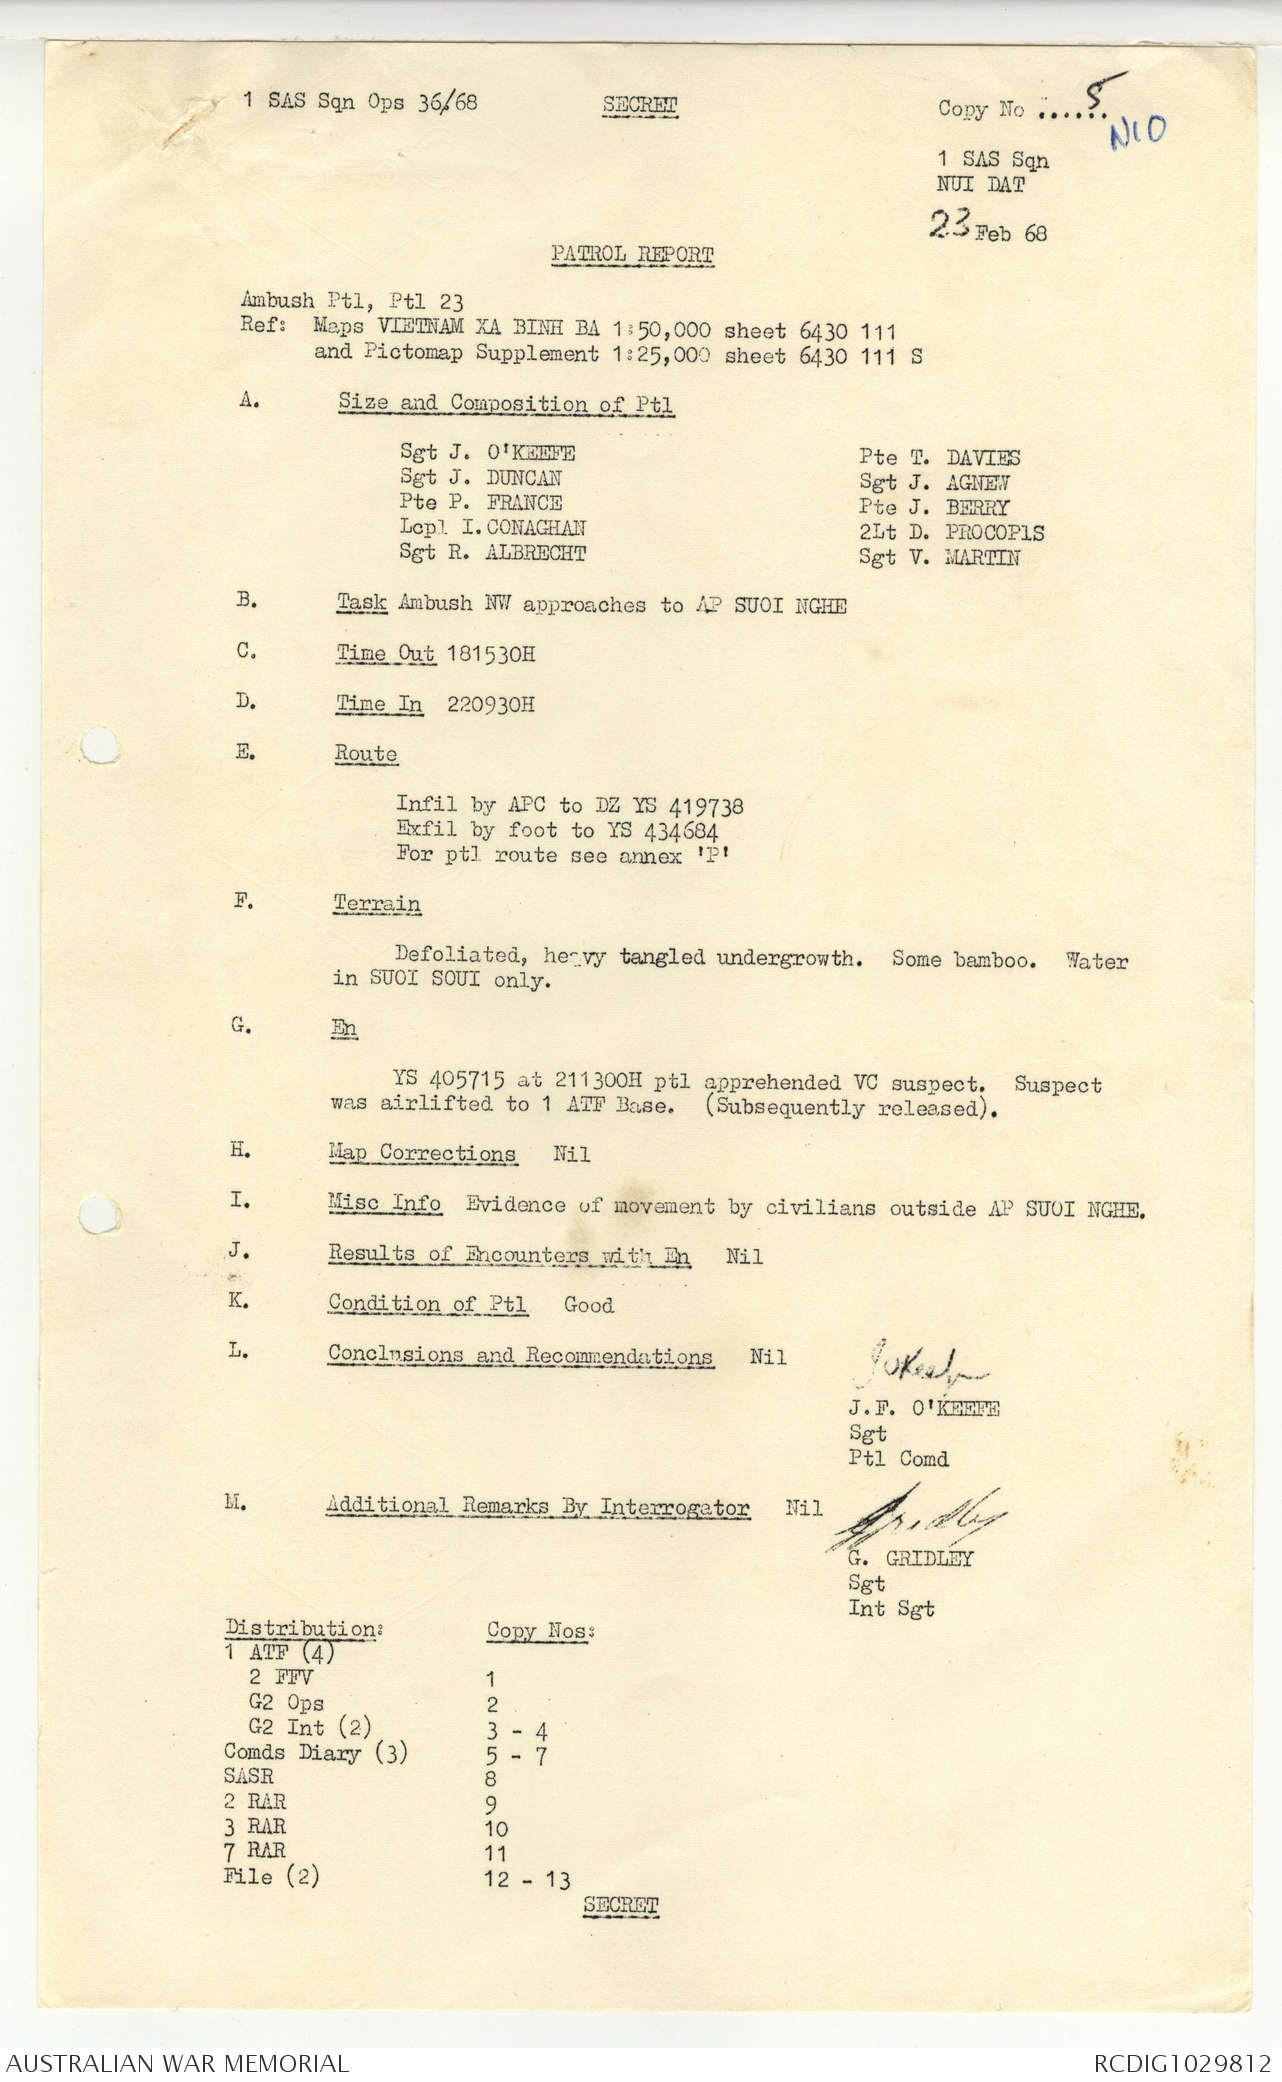 1 SAS Sqn Ops 36/68
SECRET
Copy No ...... 5
N10
1 SAS Sqn
NUI DAT
23 Feb 68
PATROL REPORT
Ambush Ptl, Ptl 23
Ref: Maps VIETNAM XA BINH BA 1:50,000 sheet 6430 111
and Pictomap Supplement 1:25,000 sheet 6430 111 S
A. Size and Composition of Ptl
Sgt J. O'KEEFE Pte T. DAVIES
Sgt J. DUNCAN Sgt J. AGNEW
Pte P. FRANCE Pte J. BERRY
Lcpl I. CONAGHAN 2Lt D. PROCOP1S
Sgt R. ALBRECHT Sgt V. MARTIN
B. Task Ambush NW approaches to AP SUOI NGHE
C. Time Out 181530H
D. Time In 220930H
E. Route
Infil by APC to DZ YS 419738
Exfil by foot to YS 434684
For ptl route see annex 'P'
F. Terrain
Defoliated, heavy tangled undergrowth. Some bamboo. Water
in SUOI SOUI only.
G. En
YS 405715 at 211300H ptl apprehended VC suspect. Suspect
was airlifted to 1 ATF Base. (Subsequently released).
H. Map Corrections Nil
I. Misc Info Evidence of movement by civilians outside AP SUOI NGHE.
J. Results of Encounters with En Nil
K. Condition of Ptl Good
L. Conclusions and Recommendations Nil
J O'Keefe
J.F. O'KEEFE
Sgt
Ptl Comd
M. Additional Remarks By Interrogator Nil
Gridley
G. GRIDLEY
Sgt
Int Sgt
Distribution: Copy Nos:
1 ATF (4)
2 FFV 1
G2 Ops 2
G2 Int (2) 3 - 4
Comds Diary (3) 5 - 7
SASR 8
2 RAR 9
3 RAR 10
7 RAR 11
File (2) 12 - 13
SECRET
AUSTRALIAN WAR MEMORIAL
RCDIG1029812